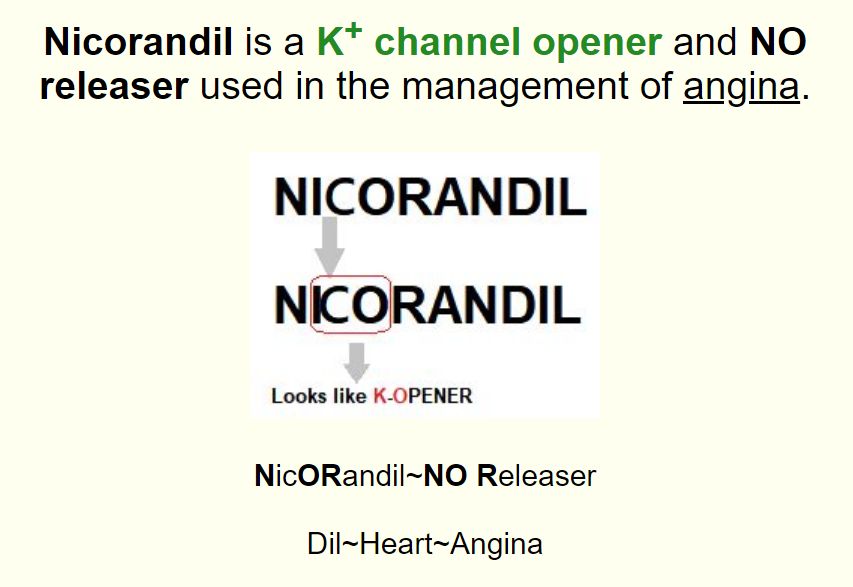 Nicorandil is a K+ channel opener and NO
releaser used in the management of angina.
NICORANDIL
NICORANDIL
Looks like K-OPENER
NicORandil~NO Releaser
Dil~Heart~Angina